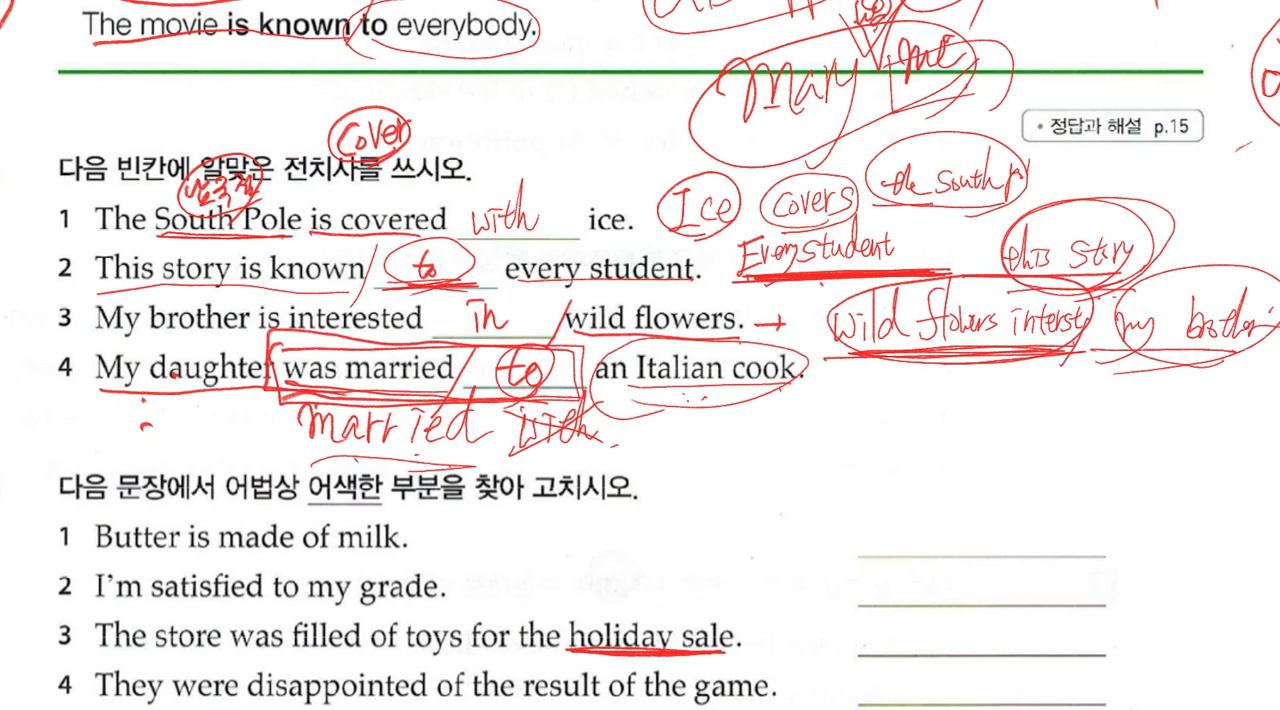 The movie is known to everybody.
Mary
me
• 정답과 해설 p.15
Cover
다음 빈칸에 알맞은 전치사를 쓰시오.
남극점
1 The South Pole is covered with ice.
Ice covers the South
2 This story is known to every student.
Every student this story
3 My brother is interested in wild flowers. →
wild flowers interests my brother
4 My daughter was married to an Italian cook.
married with
다음 문장에서 어법상 어색한 부분을 찾아 고치시오.
1 Butter is made of milk.
2 I'm satisfied to my grade.
3 The store was filled of toys for the holiday sale.
4 They were disappointed of the result of the game.